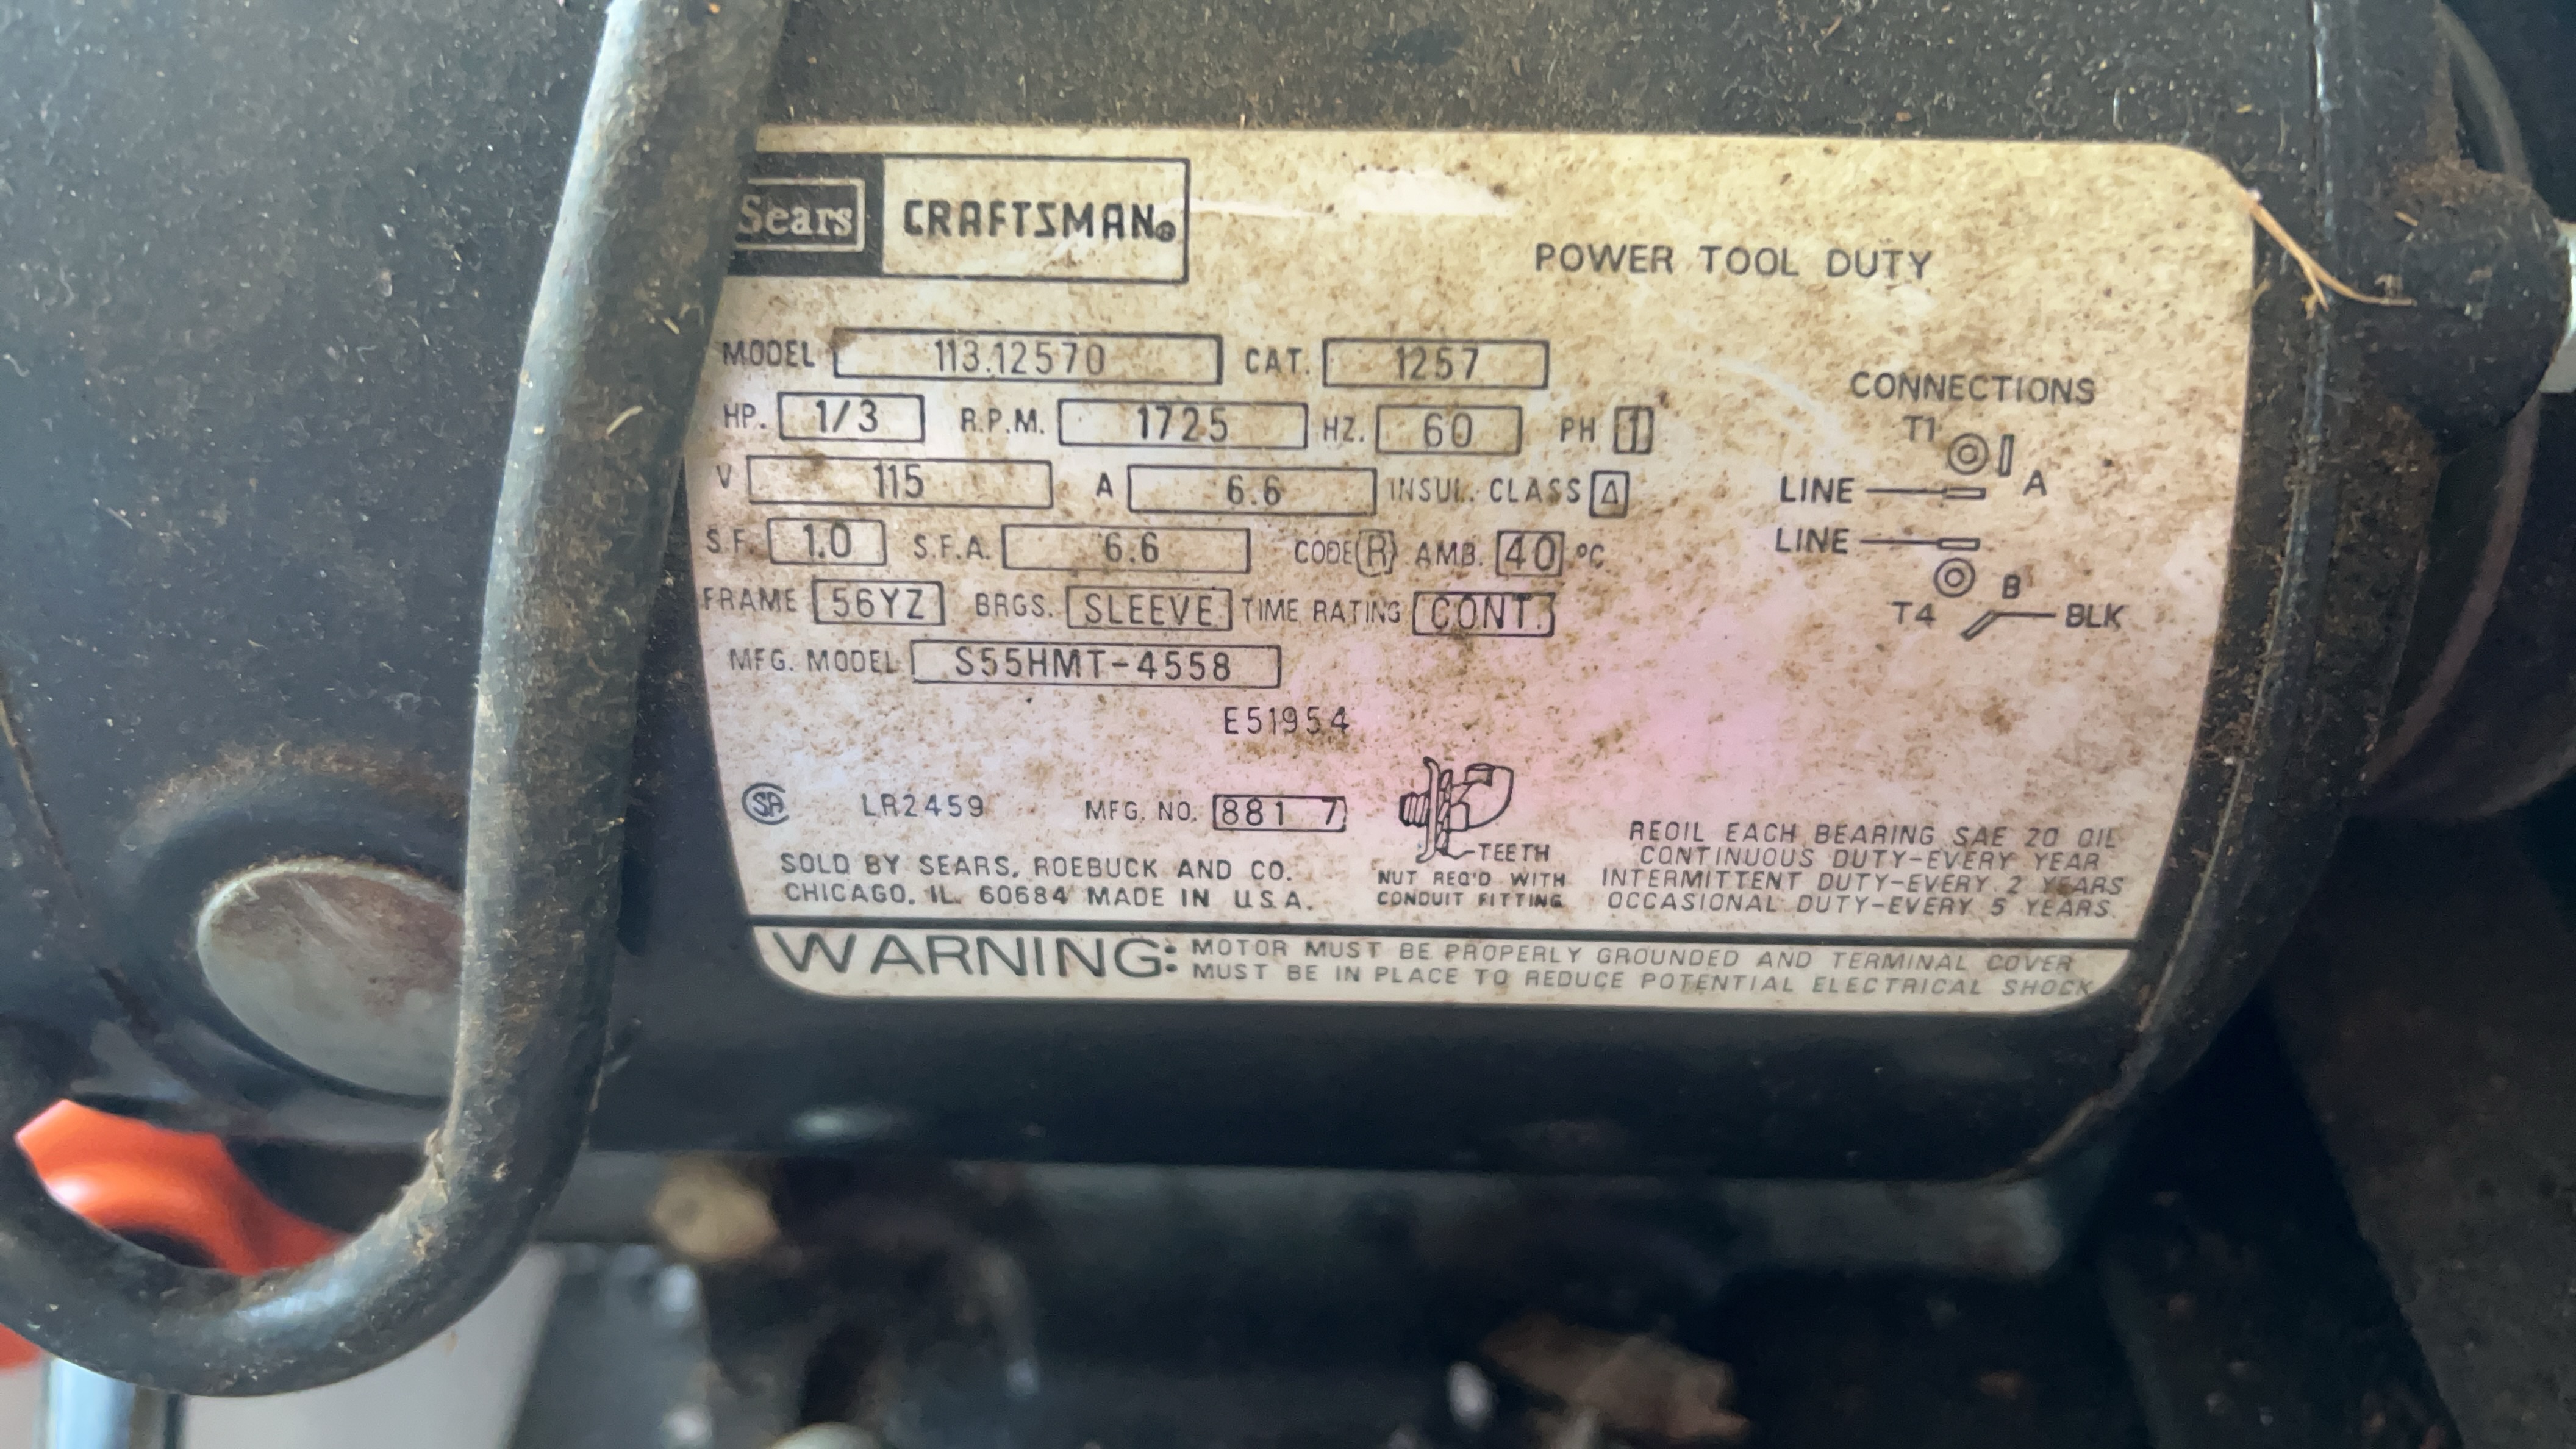 Sears CRAFTSMAN®
POWER TOOL DUTY
MODEL 113.12570 CAT. 1257
HP. 1/3 R.P.M. 1725 HZ. 60 PH 1
V 115 A 6.6 INSUL. CLASS A
S.F. 1.0 S.F.A. 6.6 CODE R AMB. 40 °C
FRAME 56YZ BRGS. SLEEVE TIME RATING CONT.
MFG. MODEL S55HMT-4558
E51954
CONNECTIONS
T1
LINE A
LINE
B
T4 BLK
SA LR2459 MFG. NO. 881 7
TEETH
NUT REQ'D WITH
CONDUIT FITTING
SOLD BY SEARS, ROEBUCK AND CO.
CHICAGO, IL. 60684 MADE IN U.S.A.
REOIL EACH BEARING SAE 20 OIL
CONTINUOUS DUTY-EVERY YEAR
INTERMITTENT DUTY-EVERY 2 YEARS
OCCASIONAL DUTY-EVERY 5 YEARS.
WARNING: MOTOR MUST BE PROPERLY GROUNDED AND TERMINAL COVER
MUST BE IN PLACE TO REDUCE POTENTIAL ELECTRICAL SHOCK